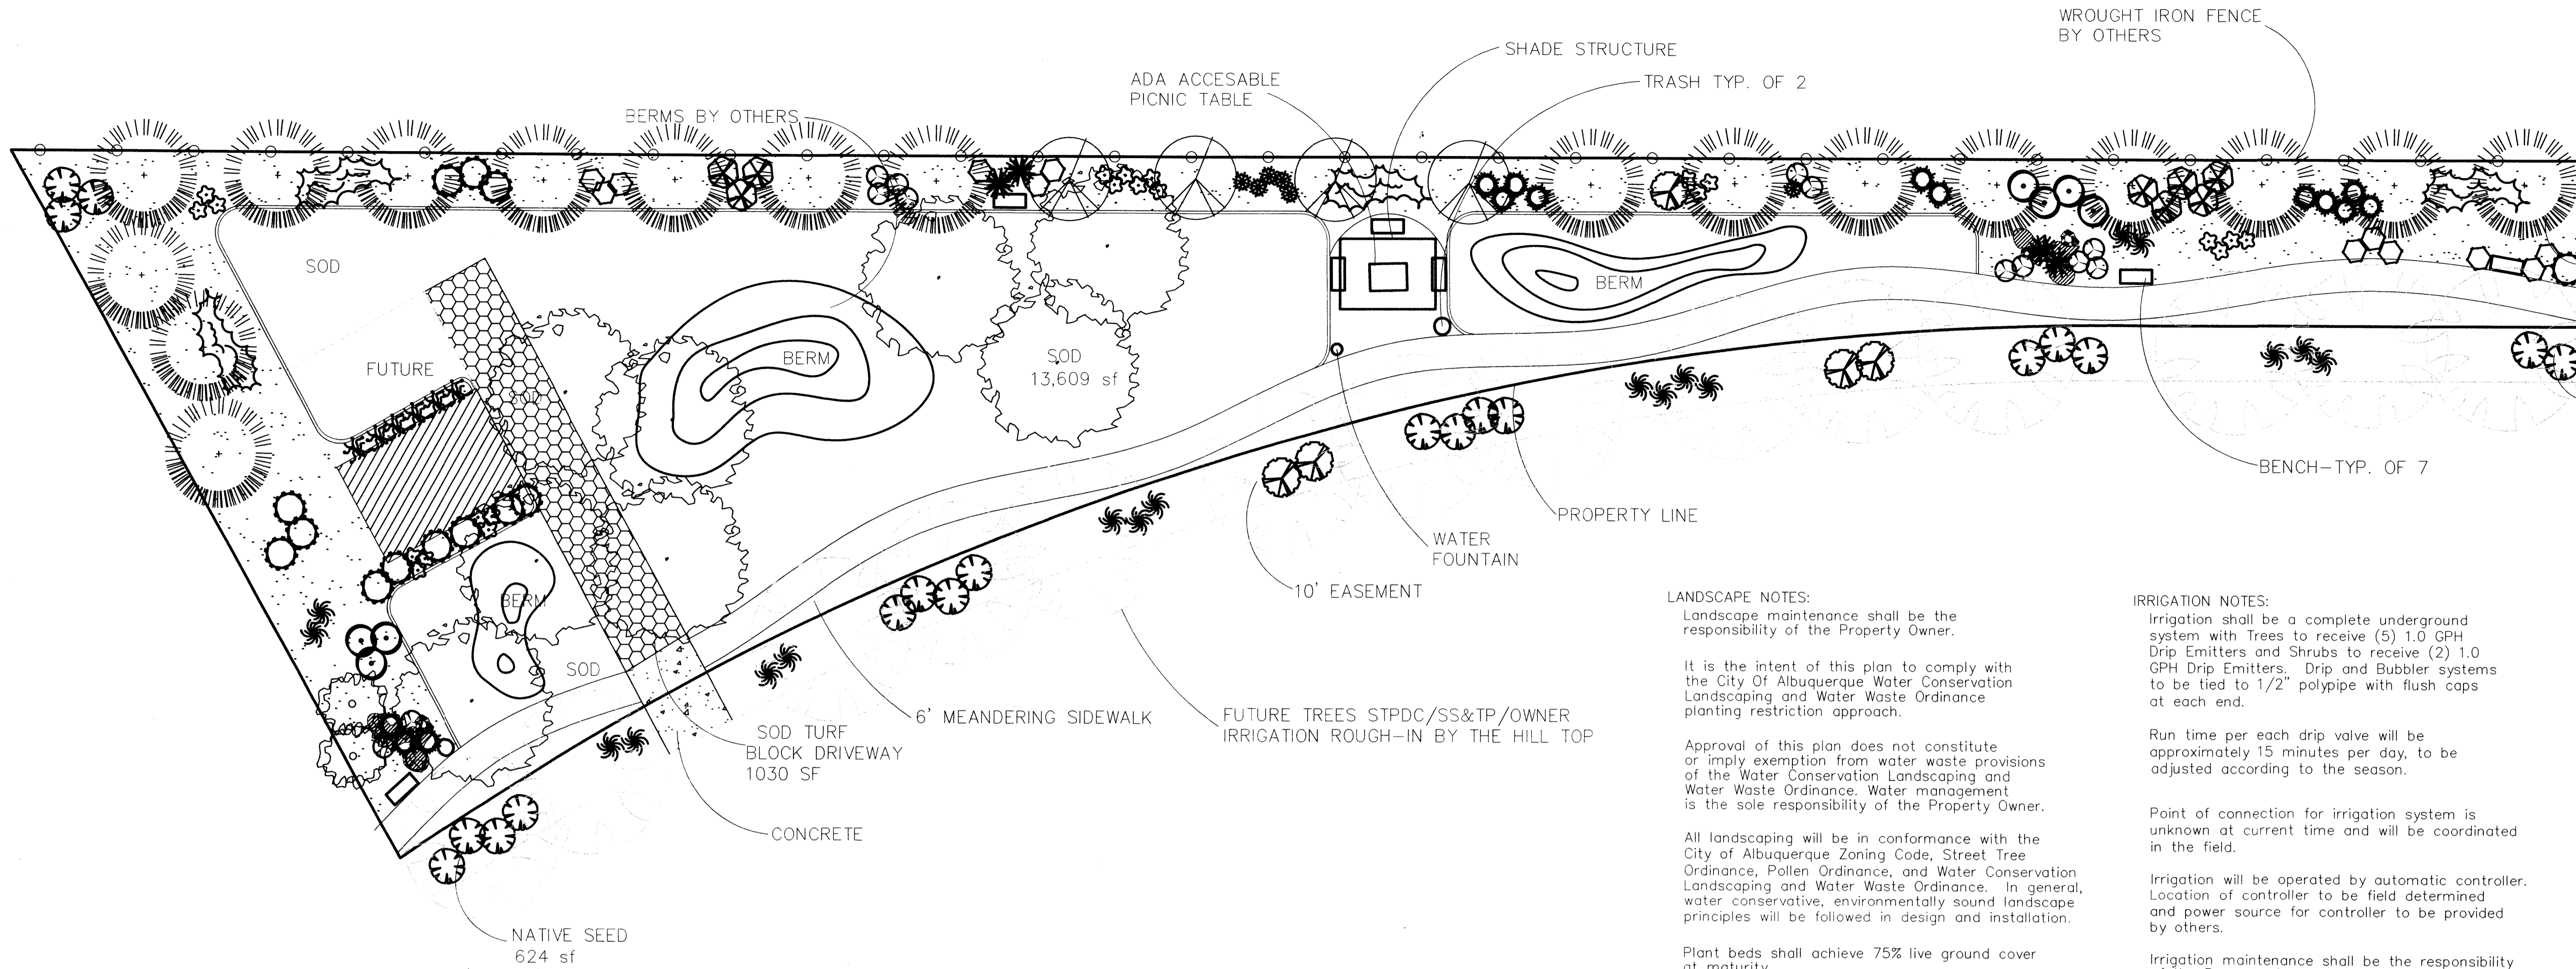 WROUGHT IRON FENCE
BY OTHERS
SHADE STRUCTURE
ADA ACCESABLE
PICNIC TABLE
TRASH TYP. OF 2
BERMS BY OTHERS
SOD
BERM
FUTURE
BERM
SOD
13,609 sf
SOD
BENCH-TYP. OF 7
PROPERTY LINE
WATER
FOUNTAIN
10' EASEMENT
BERM
SOD
6' MEANDERING SIDEWALK
FUTURE TREES STPDC/SS&TP/OWNER
IRRIGATION ROUGH-IN BY THE HILL TOP
SOD TURF
BLOCK DRIVEWAY
1030 SF
CONCRETE
NATIVE SEED
624 sf
LANDSCAPE NOTES:
Landscape maintenance shall be the
responsibility of the Property Owner.
It is the intent of this plan to comply with
the City Of Albuquerque Water Conservation
Landscaping and Water Waste Ordinance
planting restriction approach.
Approval of this plan does not constitute
or imply exemption from water waste provisions
of the Water Conservation Landscaping and
Water Waste Ordinance. Water management
is the sole responsibility of the Property Owner.
All landscaping will be in conformance with the
City of Albuquerque Zoning Code, Street Tree
Ordinance, Pollen Ordinance, and Water Conservation
Landscaping and Water Waste Ordinance. In general,
water conservative, environmentally sound landscape
principles will be followed in design and installation.
Plant beds shall achieve 75% live ground cover
at maturity
IRRIGATION NOTES:
Irrigation shall be a complete underground
system with Trees to receive (5) 1.0 GPH
Drip Emitters and Shrubs to receive (2) 1.0
GPH Drip Emitters. Drip and Bubbler systems
to be tied to 1/2" polypipe with flush caps
at each end.
Run time per each drip valve will be
approximately 15 minutes per day, to be
adjusted according to the season.
Point of connection for irrigation system is
unknown at current time and will be coordinated
in the field.
Irrigation will be operated by automatic controller.
Location of controller to be field determined
and power source for controller to be provided
by others.
Irrigation maintenance shall be the responsibility